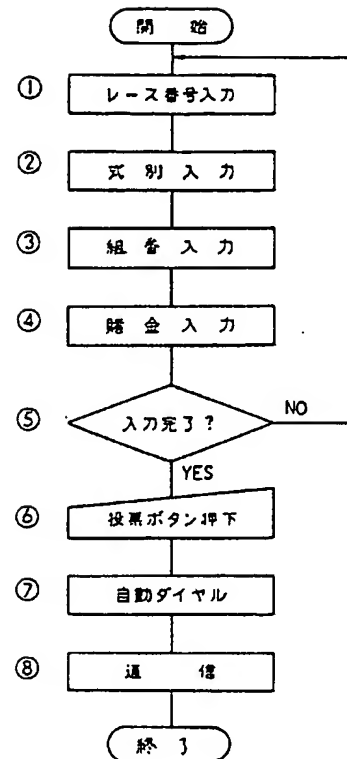 開始
① レース番号入力
② 式別入力
③ 組番入力
④ 賭金入力
⑤ 入力完了? NO
YES
⑥ 投票ボタン押下
⑦ 自動ダイヤル
⑧ 通信
終了